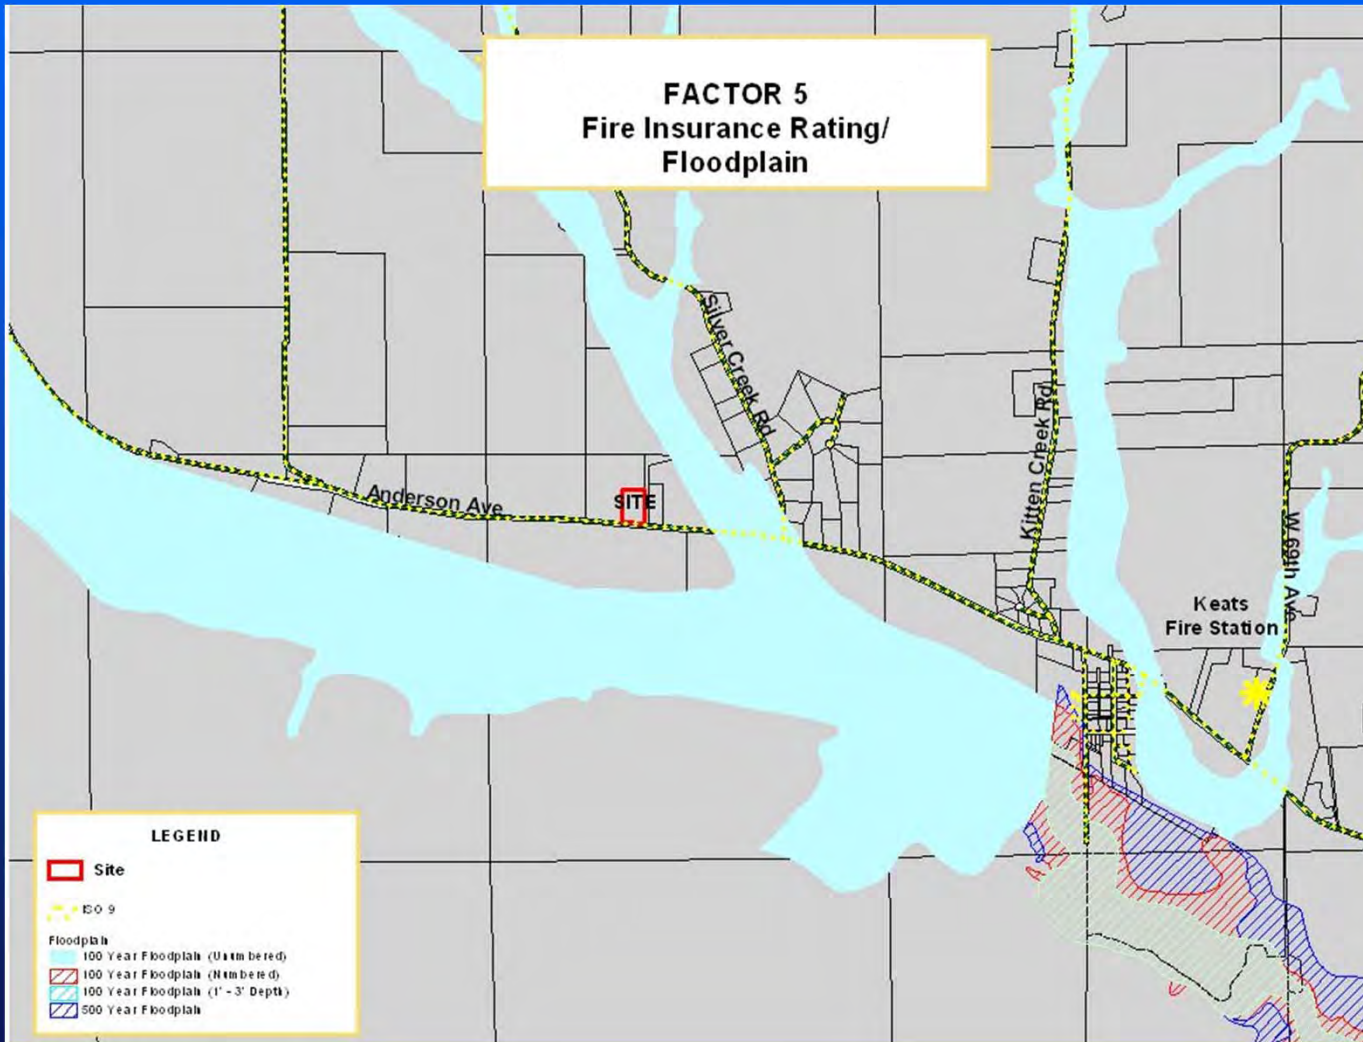 FACTOR 5
Fire Insurance Rating/
Floodplain
Silver Creek Rd
Kitten Creek Rd
Anderson Ave
SITE
W 69th Ave
Keats
Fire Station
LEGEND
Site
ISO 9
Floodplain
100 Year Floodplain (Unnumbered)
100 Year Floodplain (Numbered)
100 Year Floodplain (1' - 3' Depth)
500 Year Floodplain